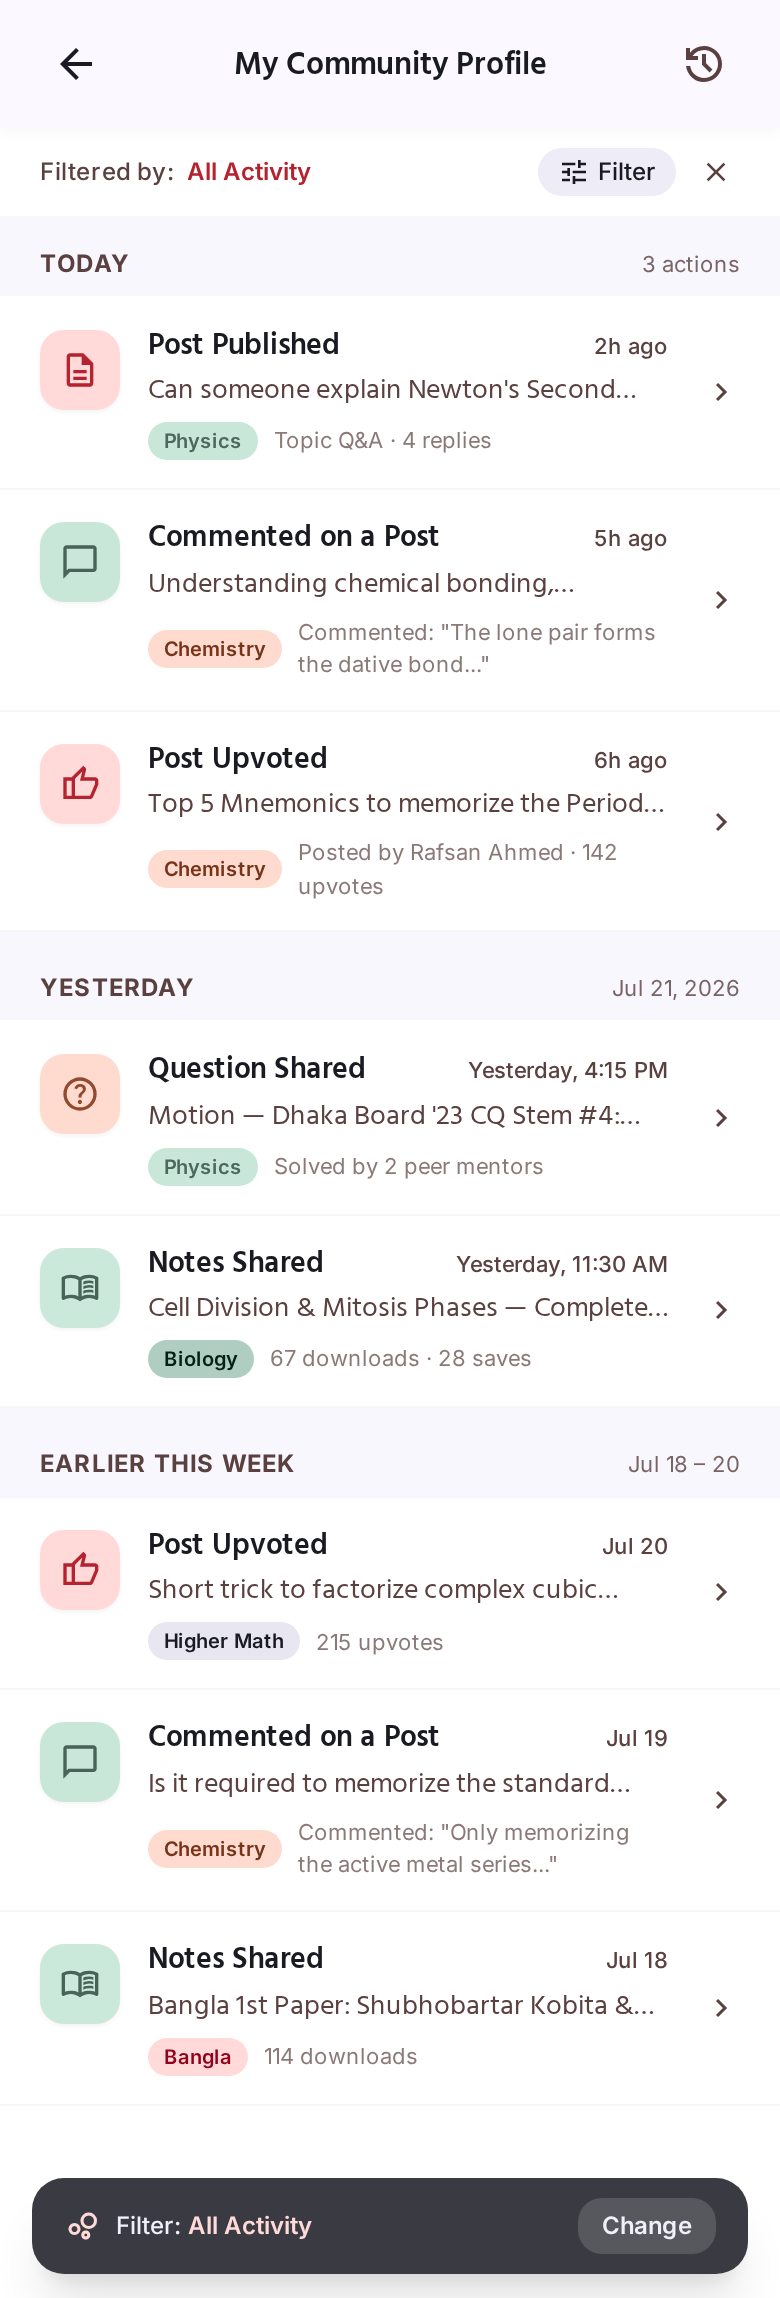 My Community Profile
Filtered by: All Activity
Filter
TODAY
3 actions
Post Published
2h ago
Can someone explain Newton's Second...
Physics
Topic Q&A · 4 replies
Commented on a Post
5h ago
Understanding chemical bonding,...
Chemistry
Commented: "The lone pair forms
the dative bond..."
Post Upvoted
6h ago
Top 5 Mnemonics to memorize the Period...
Chemistry
Posted by Rafsan Ahmed · 142
upvotes
YESTERDAY
Jul 21, 2026
Question Shared
Yesterday, 4:15 PM
Motion — Dhaka Board '23 CQ Stem #4:...
Physics
Solved by 2 peer mentors
Notes Shared
Yesterday, 11:30 AM
Cell Division & Mitosis Phases — Complete...
Biology
67 downloads · 28 saves
EARLIER THIS WEEK
Jul 18 – 20
Post Upvoted
Jul 20
Short trick to factorize complex cubic...
Higher Math
215 upvotes
Commented on a Post
Jul 19
Is it required to memorize the standard...
Chemistry
Commented: "Only memorizing
the active metal series..."
Notes Shared
Jul 18
Bangla 1st Paper: Shubhobartar Kobita &...
Bangla
114 downloads
Filter: All Activity
Change